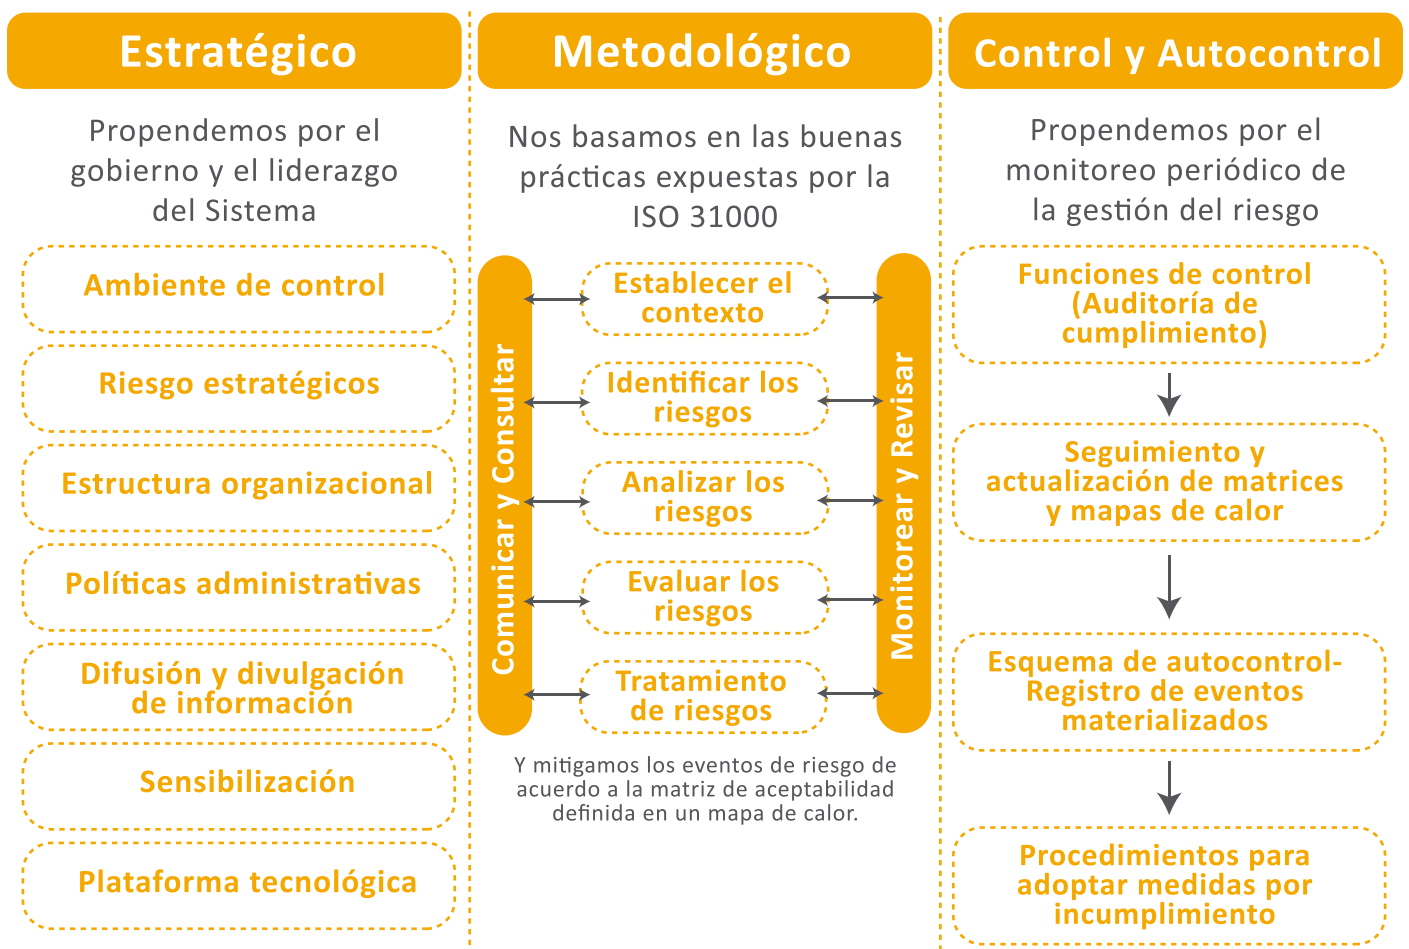 Estratégico
Propendemos por el
gobierno y el liderazgo
del Sistema
Ambiente de control
Riesgo estratégicos
Estructura organizacional
Políticas administrativas
Difusión y divulgación
de información
Sensibilización
Plataforma tecnológica
Metodológico
Nos basamos en las buenas
prácticas expuestas por la
ISO 31000
Comunicar y Consultar
Establecer el
contexto
Identificar los
riesgos
Analizar los
riesgos
Evaluar los
riesgos
Tratamiento
de riesgos
Monitorear y Revisar
Y mitigamos los eventos de riesgo de
acuerdo a la matriz de aceptabilidad
definida en un mapa de calor.
Control y Autocontrol
Propendemos por el
monitoreo periódico de
la gestión del riesgo
Funciones de control
(Auditoría de
cumplimiento)
Seguimiento y
actualización de matrices
y mapas de calor
Esquema de autocontrol-
Registro de eventos
materializados
Procedimientos para
adoptar medidas por
incumplimiento